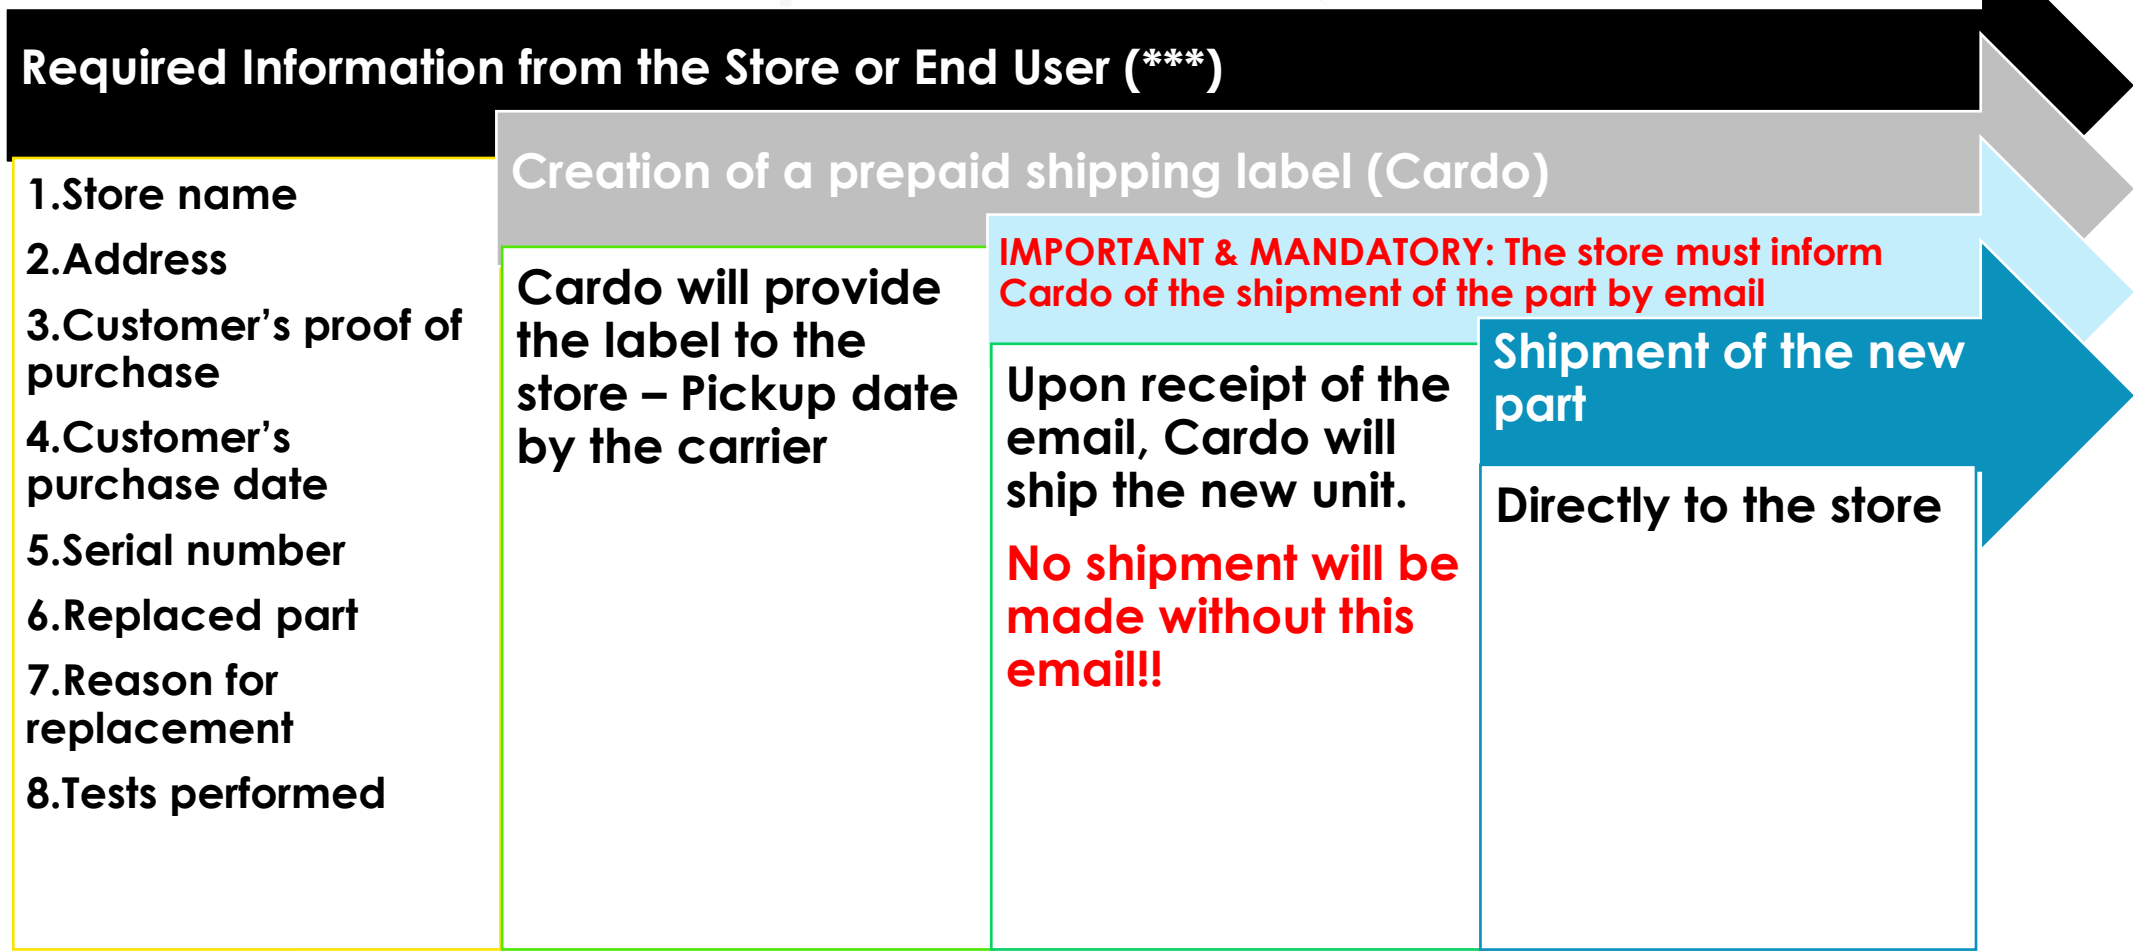 Required Information from the Store or End User (***)
1.Store name
2.Address
3.Customer’s proof of
purchase
4.Customer’s
purchase date
5.Serial number
6.Replaced part
7.Reason for
replacement
8.Tests performed
Creation of a prepaid shipping label (Cardo)
Cardo will provide
the label to the
store – Pickup date
by the carrier
IMPORTANT & MANDATORY: The store must inform
Cardo of the shipment of the part by email
Upon receipt of the
email, Cardo will
ship the new unit.
No shipment will be
made without this
email!!
Shipment of the new
part
Directly to the store